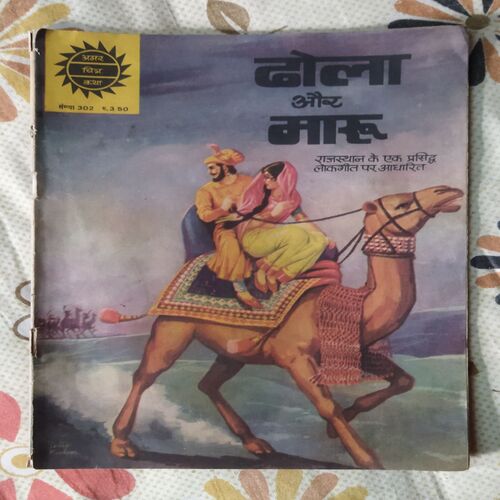 अमर
चित्र
कथा
संख्या 302 रु. 3.50
ढोला
और
मारू
राजस्थान के एक प्रसिद्ध
लोकगीत पर आधारित